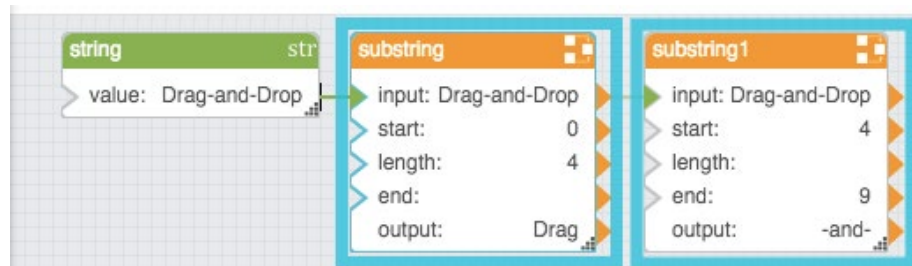 string str
value: Drag-and-Drop
substring
input: Drag-and-Drop
start: 0
length: 4
end:
output: Drag
substring1
input: Drag-and-Drop
start: 4
length:
end: 9
output: -and-